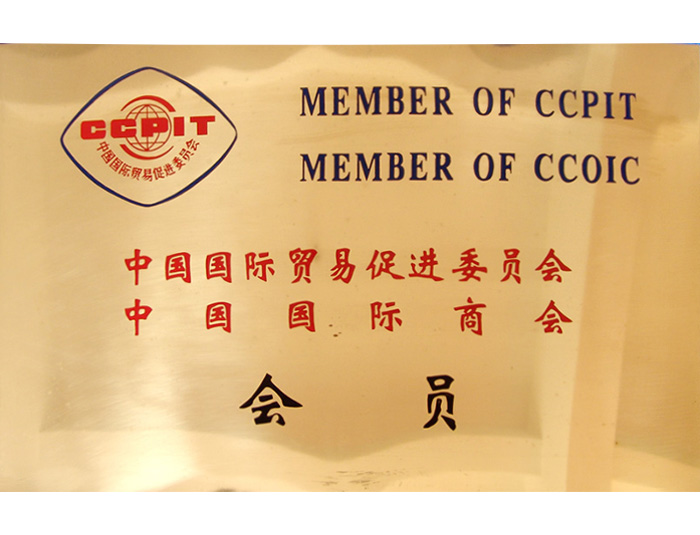 CCPIT
中国国际贸易促进委员会
MEMBER OF CCPIT
MEMBER OF CCOIC
中国国际贸易促进委员会
中国国际商会
会员